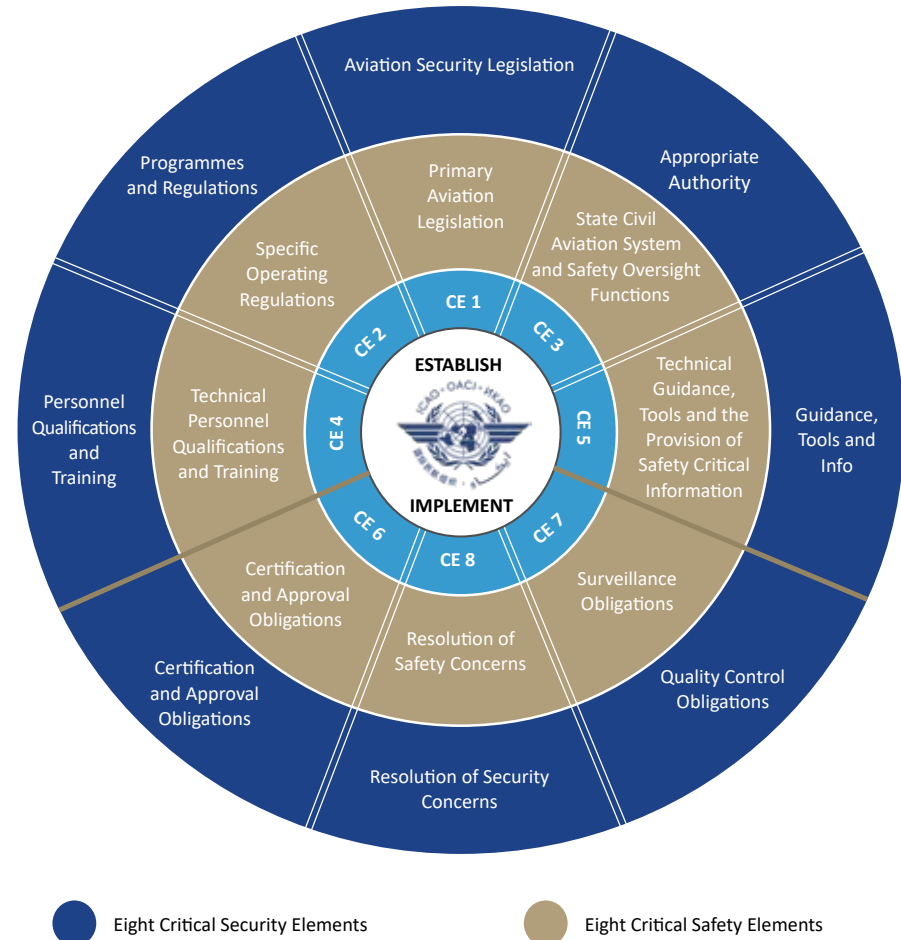 Aviation Security Legislation
Programmes
and Regulations
Appropriate
Authority
Primary
Aviation
Legislation
Specific
Operating
Regulations
State Civil
Aviation System
and Safety Oversight
Functions
CE 1
CE 2
CE 3
ESTABLISH
ICAO · OACI · ИКАО
IMPLEMENT
Personnel
Qualifications
and
Training
Technical
Personnel
Qualifications
and Training
CE 4
CE 5
Technical
Guidance,
Tools and the
Provision of
Safety Critical
Information
Guidance,
Tools and
Info
CE 6
CE 8
CE 7
Certification
and Approval
Obligations
Resolution of
Safety Concerns
Surveillance
Obligations
Certification
and Approval
Obligations
Resolution of Security
Concerns
Quality Control
Obligations
Eight Critical Security Elements
Eight Critical Safety Elements